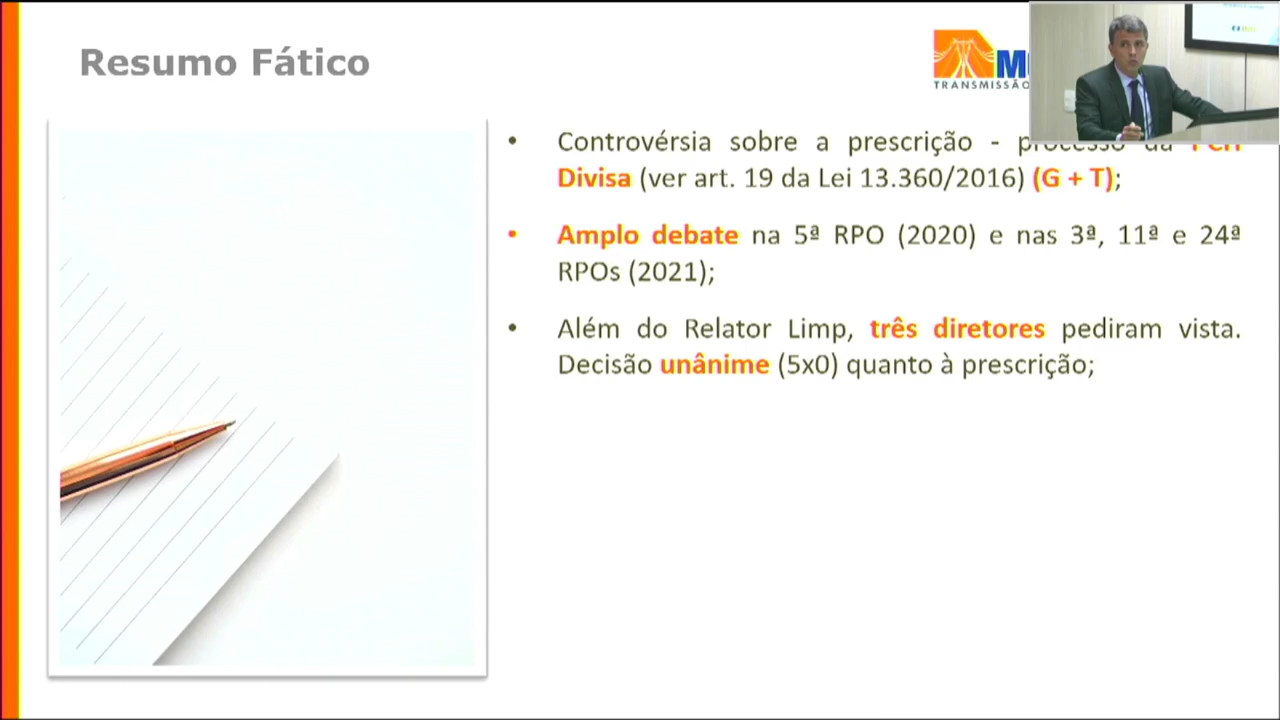 Resumo Fático
TRANSMISSÃO
• Controvérsia sobre a prescrição - processo da PCH
Divisa (ver art. 19 da Lei 13.360/2016) (G + T);
• Amplo debate na 5ª RPO (2020) e nas 3ª, 11ª e 24ª
RPOs (2021);
• Além do Relator Limp, três diretores pediram vista.
Decisão unânime (5x0) quanto à prescrição;